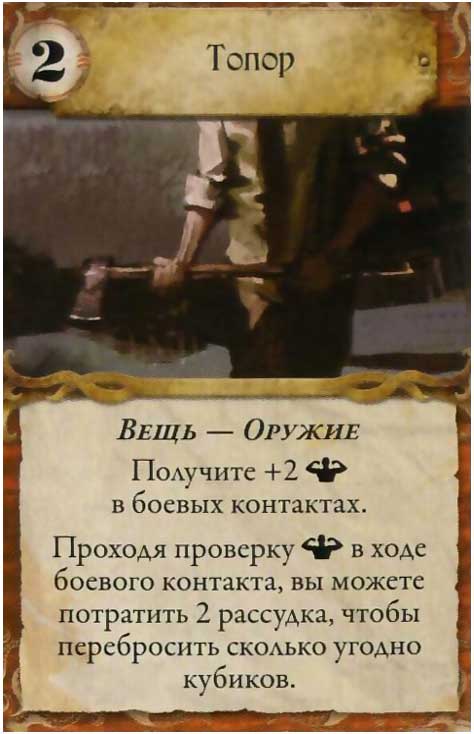 2
Топор
Вещь — Оружие
Получите +2
в боевых контактах.
Проходя проверку в ходе
боевого контакта, вы можете
потратить 2 рассудка, чтобы
перебросить сколько угодно
кубиков.